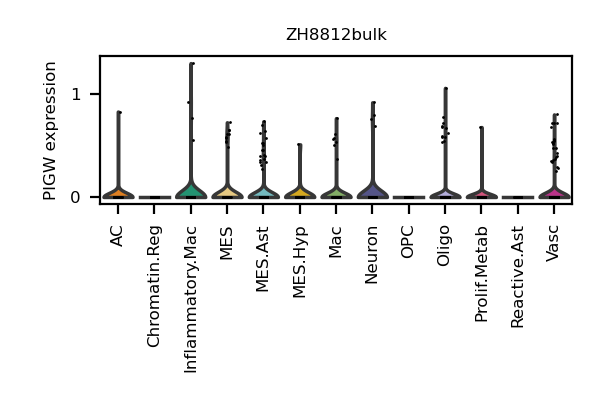 ZH8812bulk
PIGW expression
1
0
AC
Chromatin.Reg
Inflammatory.Mac
MES
MES.Ast
MES.Hyp
Mac
Neuron
OPC
Oligo
Prolif.Metab
Reactive.Ast
Vasc